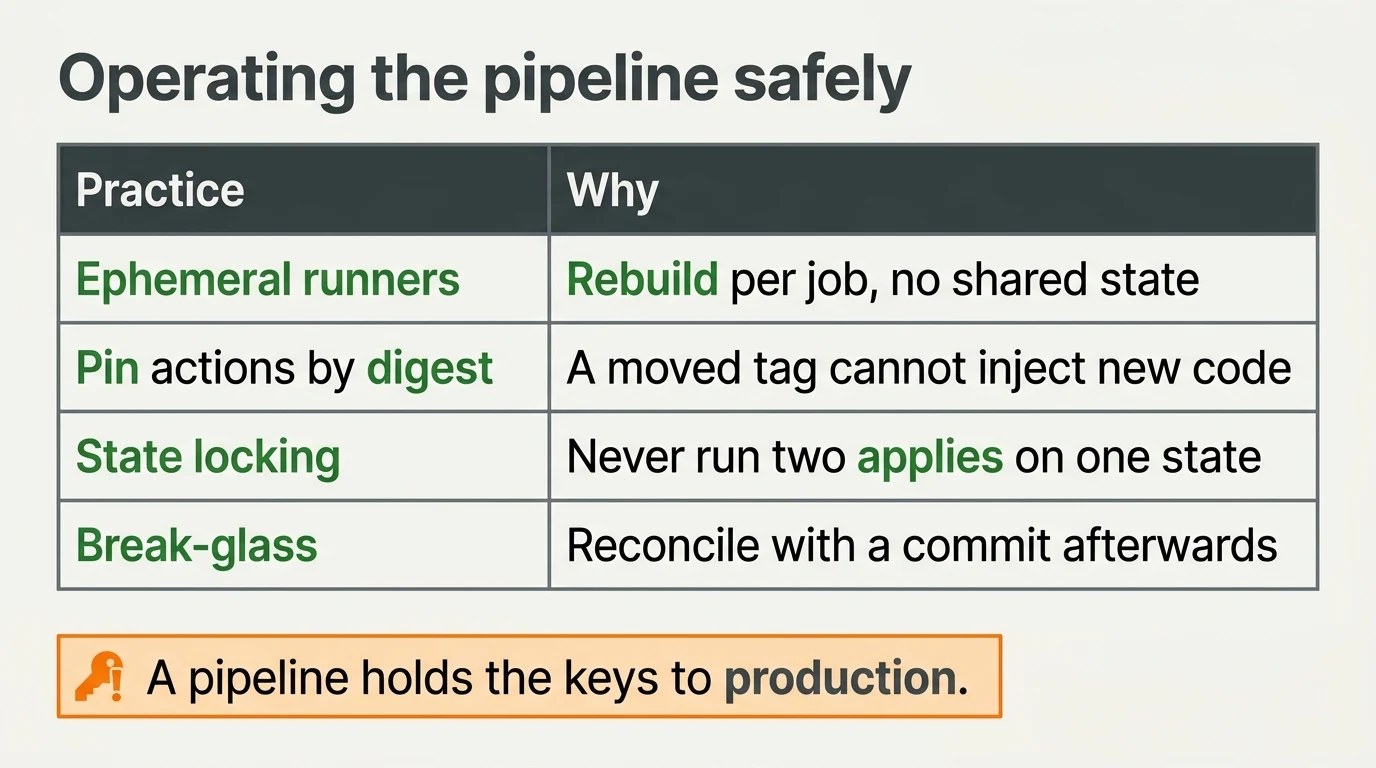 Operating the pipeline safely
Practice Why
Ephemeral runners Rebuild per job, no shared state
Pin actions by digest A moved tag cannot inject new code
State locking Never run two applies on one state
Break-glass Reconcile with a commit afterwards
A pipeline holds the keys to production.